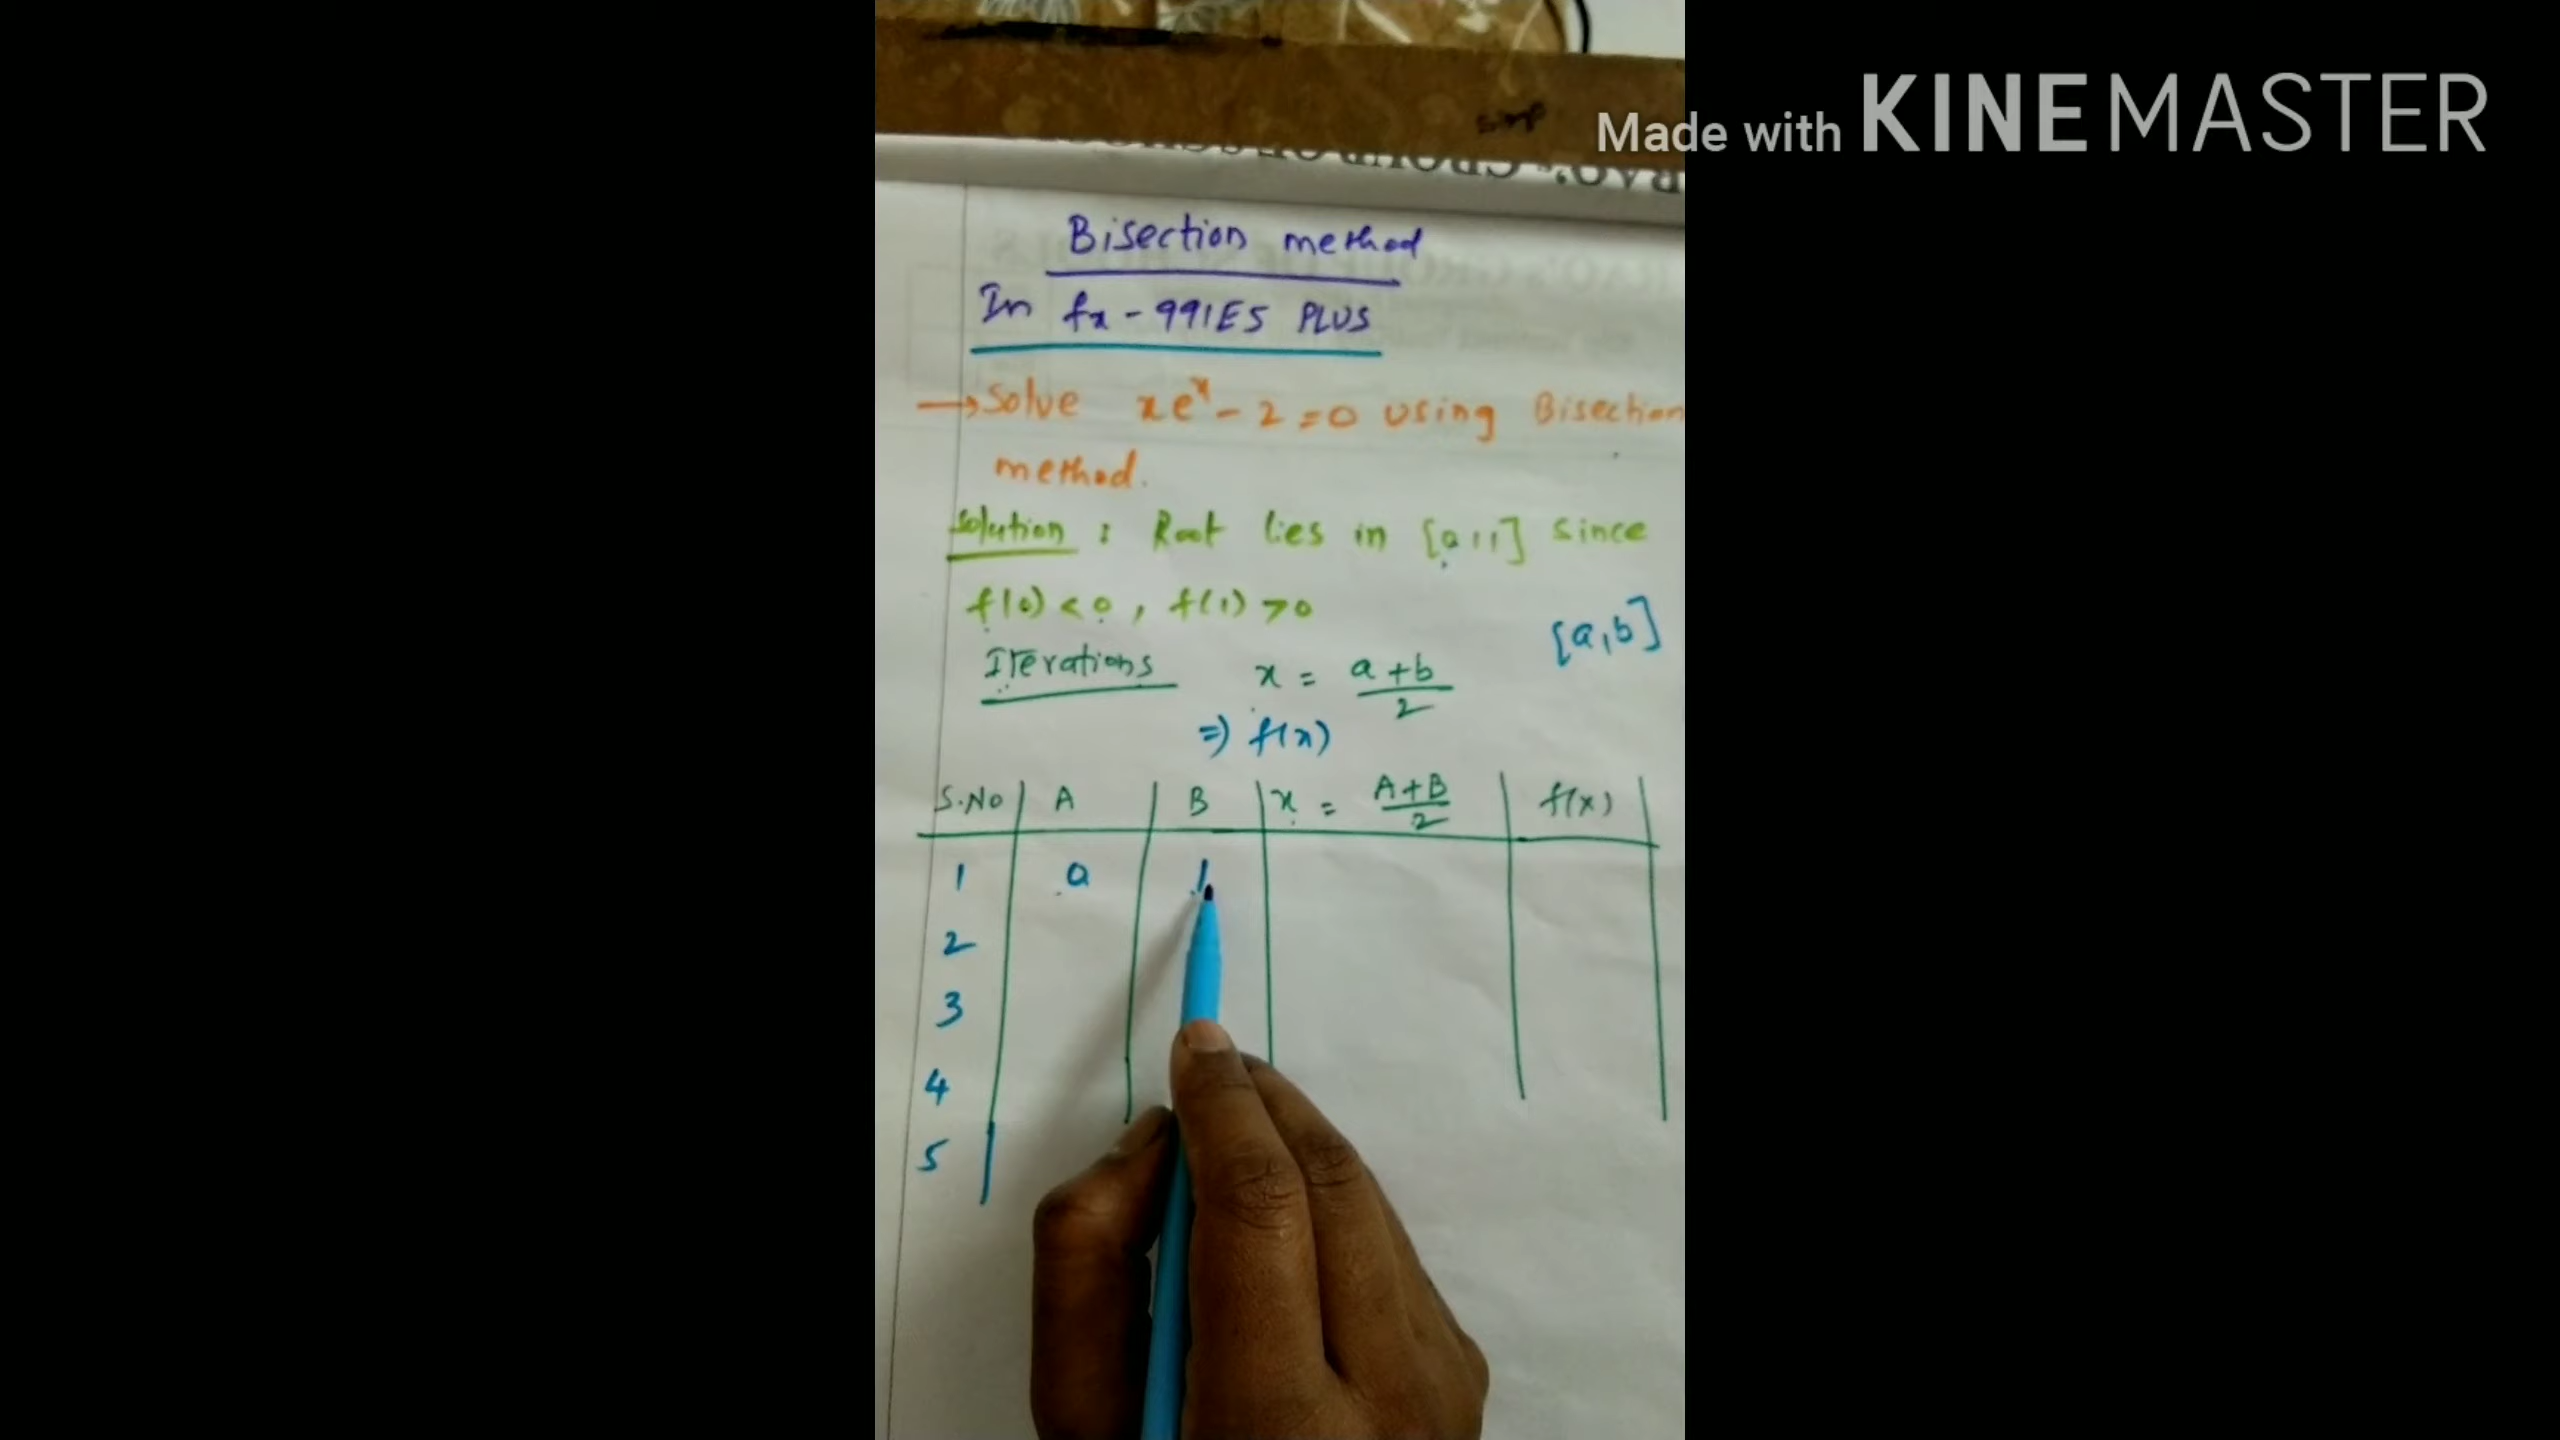 Made with KINEMASTER
Bisection method
In fx - 991ES PLUS
→ Solve xeˣ - 2 = 0 using Bisection
method.
Solution : Root lies in [0,1] since
f(0) < 0, f(1) > 0
[a,b]
Iterations x = a+b/2
⇒ f(x)
S.No A B x = A+B/2 f(x)
1 0 1
2
3
4
5